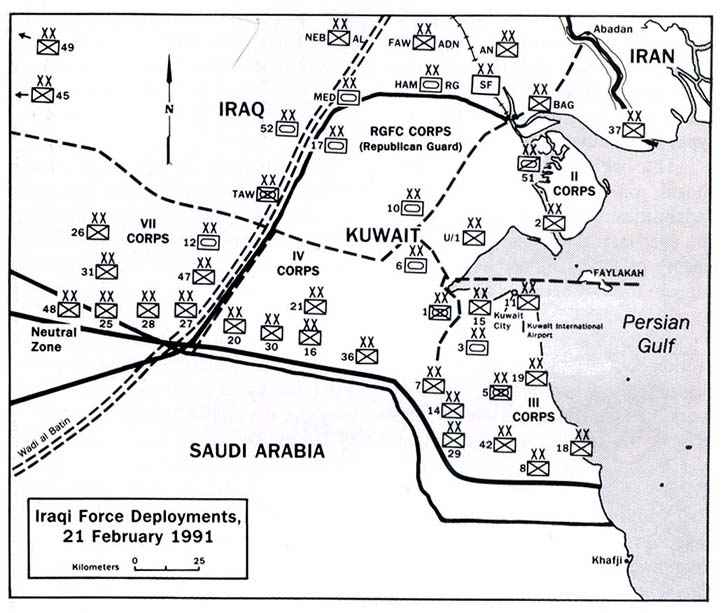 XX
49
XX
45
N
XX
NEB AL
XX
FAW ADN
XX
AN
Abadan
IRAN
XX
HAM RG
XX
SF
XX
MED
XX
BAG
XX
37
IRAQ
XX
52
XX
17
RGFC CORPS
(Republican Guard)
XX
51
II
CORPS
XX
TAW
XX
10
XX
2
VII
CORPS
XX
26
XX
12
KUWAIT
XX
U/1
XX
31
XX
47
IV
CORPS
XX
6
FAYLAKAH
XX
48
XX
25
XX
28
XX
27
XX
21
XX
1
XX
15
XX
11
Kuwait
City
Kuwait International
Airport
Persian
Gulf
Neutral
Zone
XX
20
XX
30
XX
16
XX
36
XX
3
XX
7
XX
5
XX
19
III
CORPS
XX
14
XX
29
XX
42
XX
8
XX
18
Wadi al Batin
SAUDI ARABIA
Iraqi Force Deployments,
21 February 1991
Kilometers 0 25
Khafji